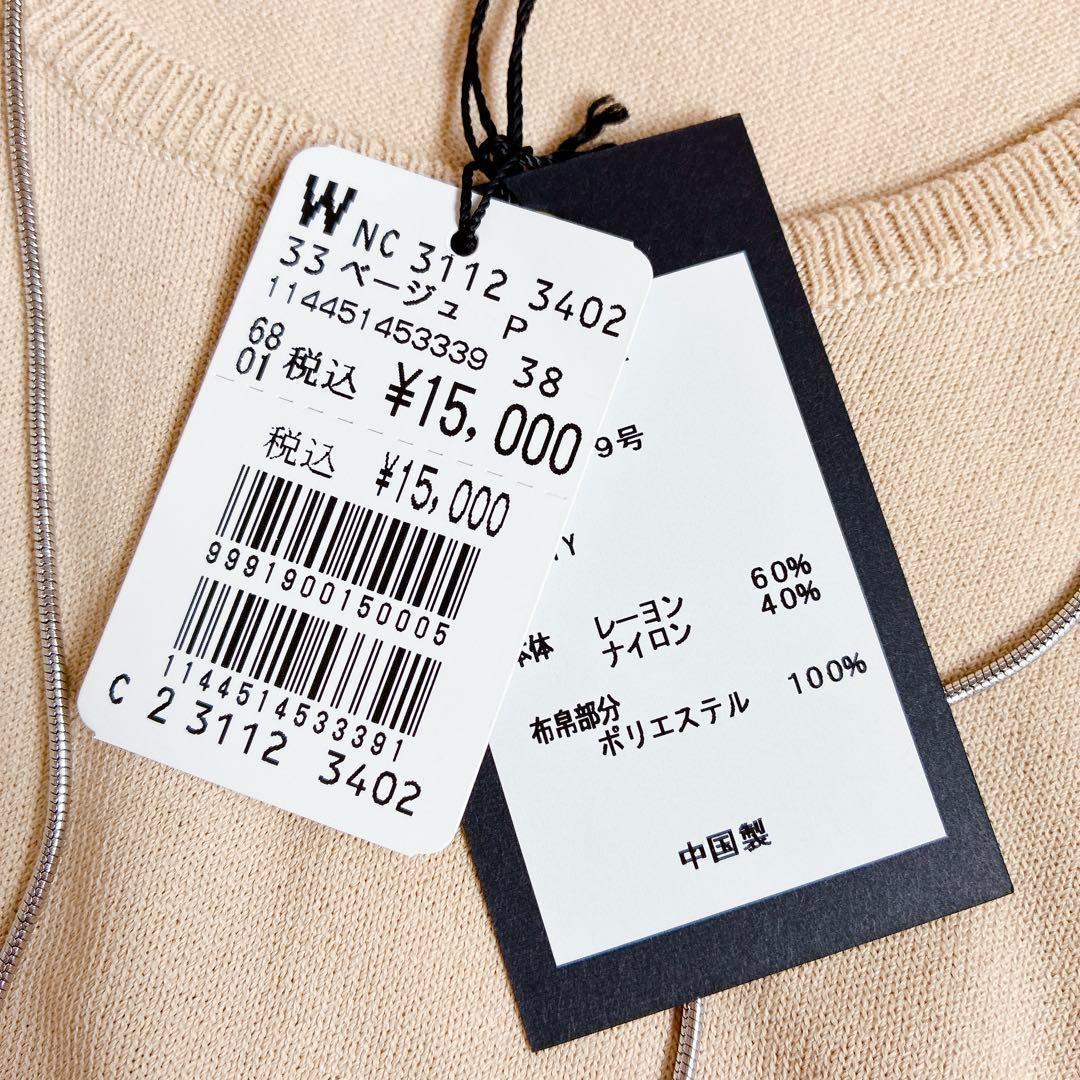 W NC 3112 3402
33 ベージュ P
114451453339 38
68
01 税込 ¥15,000
税込 ¥15,000
9991900150005
1144514533391
C 2 3112 3402
9号
Y
本体 レーヨン 60%
ナイロン 40%
布帛部分
ポリエステル 100%
中国製